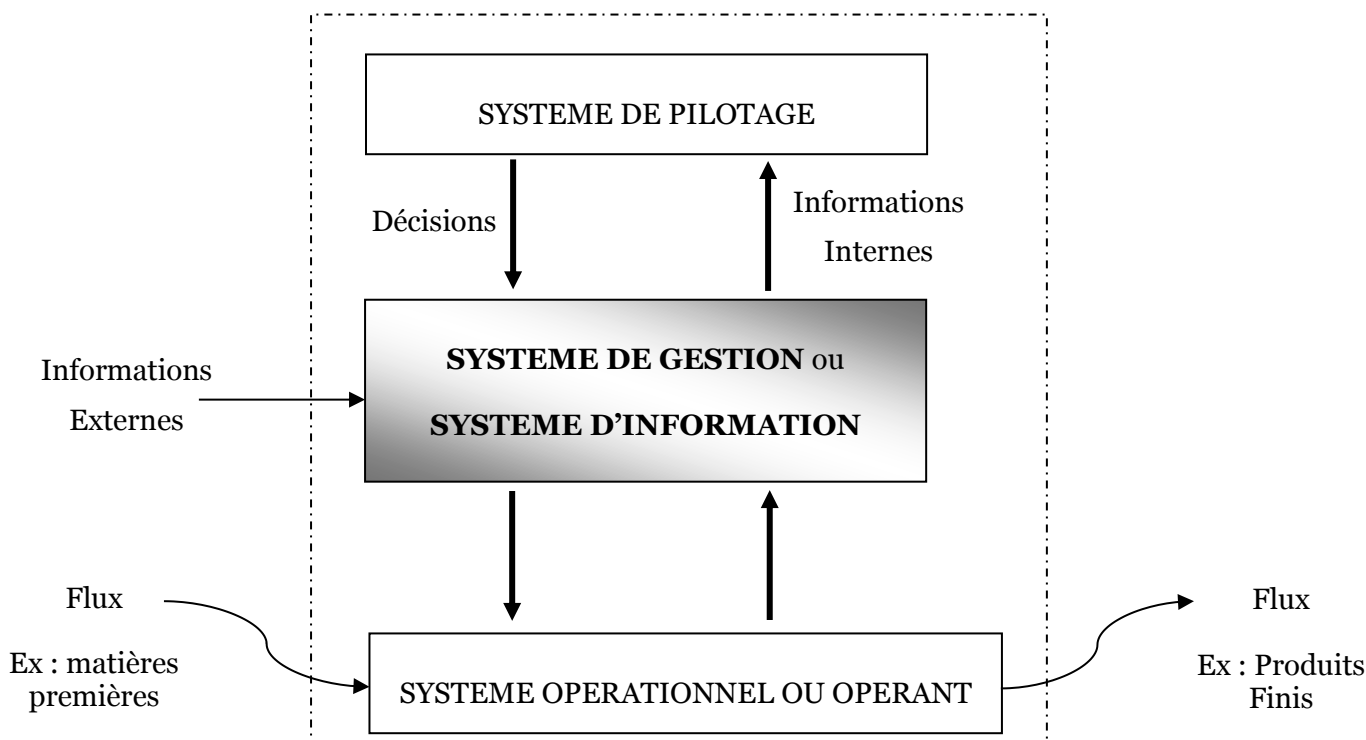 SYSTEME DE PILOTAGE
Décisions
Informations
Internes
SYSTEME DE GESTION ou
SYSTEME D’INFORMATION
Informations
Externes
Flux
Ex : matières
premières
SYSTEME OPERATIONNEL OU OPERANT
Flux
Ex : Produits
Finis